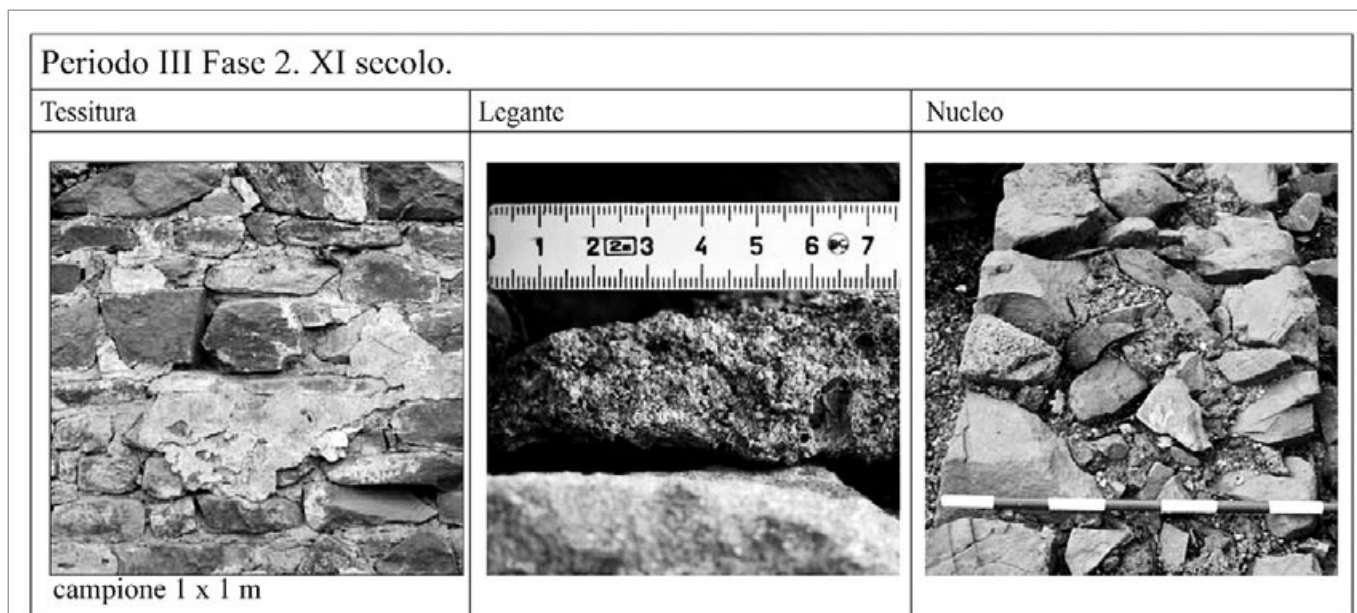 Periodo III Fase 2. XI secolo.
Tessitura
Legante
Nucleo
1 2 2m 3 4 5 6 7
campione 1 x 1 m